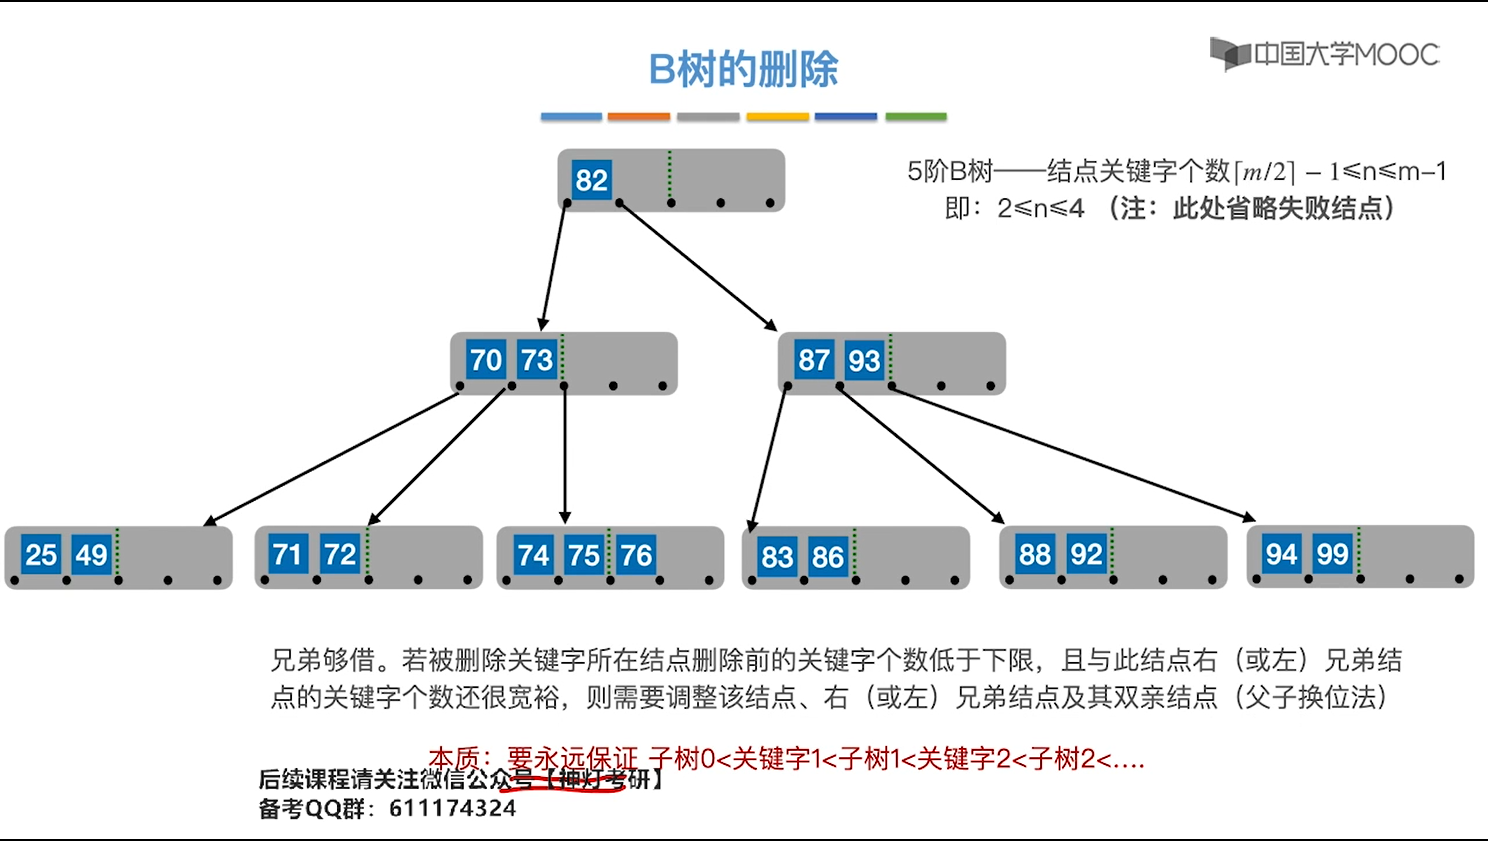 B树的删除
中国大学MOOC
82
5阶B树——结点关键字个数⌈m/2⌉ − 1≤n≤m–1
即：2≤n≤4 （注：此处省略失败结点）
70 73
87 93
25 49
71 72
74 75 76
83 86
88 92
94 99
兄弟够借。若被删除关键字所在结点删除前的关键字个数低于下限，且与此结点右（或左）兄弟结
点的关键字个数还很宽裕，则需要调整该结点、右（或左）兄弟结点及其双亲结点（父子换位法）
本质：要永远保证 子树0<关键字1<子树1<关键字2<子树2<....
后续课程请关注微信公众号【神灯考研】
备考QQ群：611174324